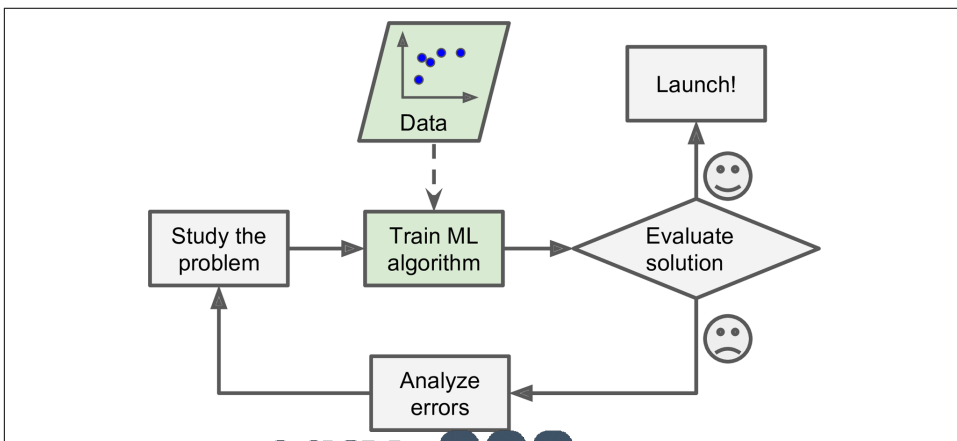 Data
Launch!
Study the
problem
Train ML
algorithm
Evaluate
solution
Analyze
errors